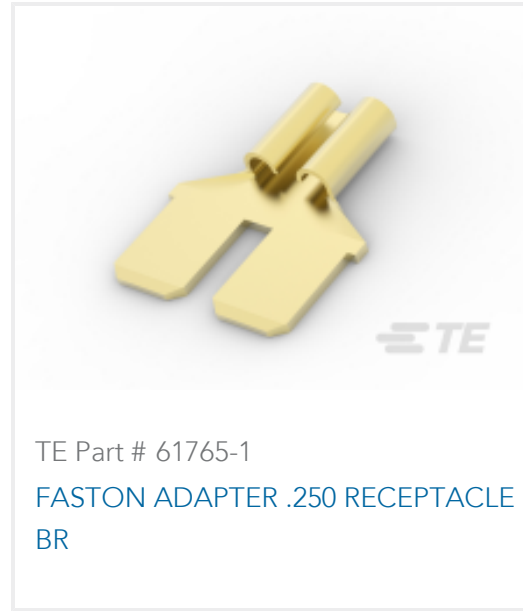 TE
TE Part # 61765-1
FASTON ADAPTER .250 RECEPTACLE
BR